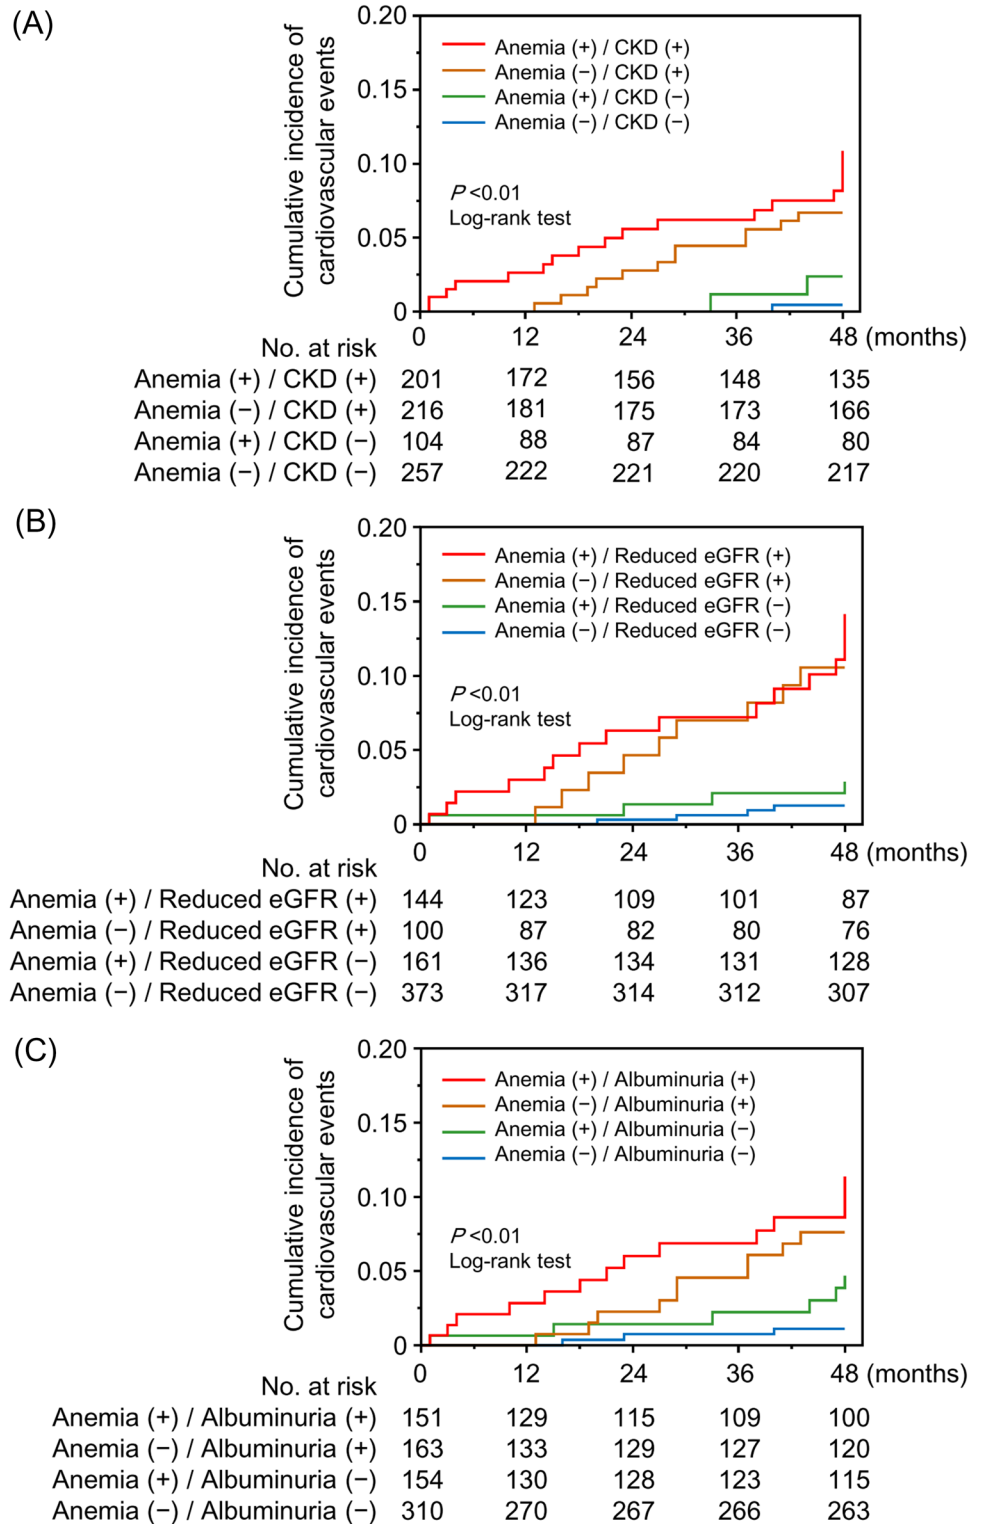 (A)
Cumulative incidence of
cardiovascular events
0.20
0.15
0.10
0.05
0
Anemia (+) / CKD (+)
Anemia (−) / CKD (+)
Anemia (+) / CKD (−)
Anemia (−) / CKD (−)
P <0.01
Log-rank test
0 12 24 36 48 (months)
No. at risk
Anemia (+) / CKD (+) 201 172 156 148 135
Anemia (−) / CKD (+) 216 181 175 173 166
Anemia (+) / CKD (−) 104 88 87 84 80
Anemia (−) / CKD (−) 257 222 221 220 217
(B)
Cumulative incidence of
cardiovascular events
0.20
0.15
0.10
0.05
0
Anemia (+) / Reduced eGFR (+)
Anemia (−) / Reduced eGFR (+)
Anemia (+) / Reduced eGFR (−)
Anemia (−) / Reduced eGFR (−)
P <0.01
Log-rank test
0 12 24 36 48 (months)
No. at risk
Anemia (+) / Reduced eGFR (+) 144 123 109 101 87
Anemia (−) / Reduced eGFR (+) 100 87 82 80 76
Anemia (+) / Reduced eGFR (−) 161 136 134 131 128
Anemia (−) / Reduced eGFR (−) 373 317 314 312 307
(C)
Cumulative incidence of
cardiovascular events
0.20
0.15
0.10
0.05
0
Anemia (+) / Albuminuria (+)
Anemia (−) / Albuminuria (+)
Anemia (+) / Albuminuria (−)
Anemia (−) / Albuminuria (−)
P <0.01
Log-rank test
0 12 24 36 48 (months)
No. at risk
Anemia (+) / Albuminuria (+) 151 129 115 109 100
Anemia (−) / Albuminuria (+) 163 133 129 127 120
Anemia (+) / Albuminuria (−) 154 130 128 123 115
Anemia (−) / Albuminuria (−) 310 270 267 266 263